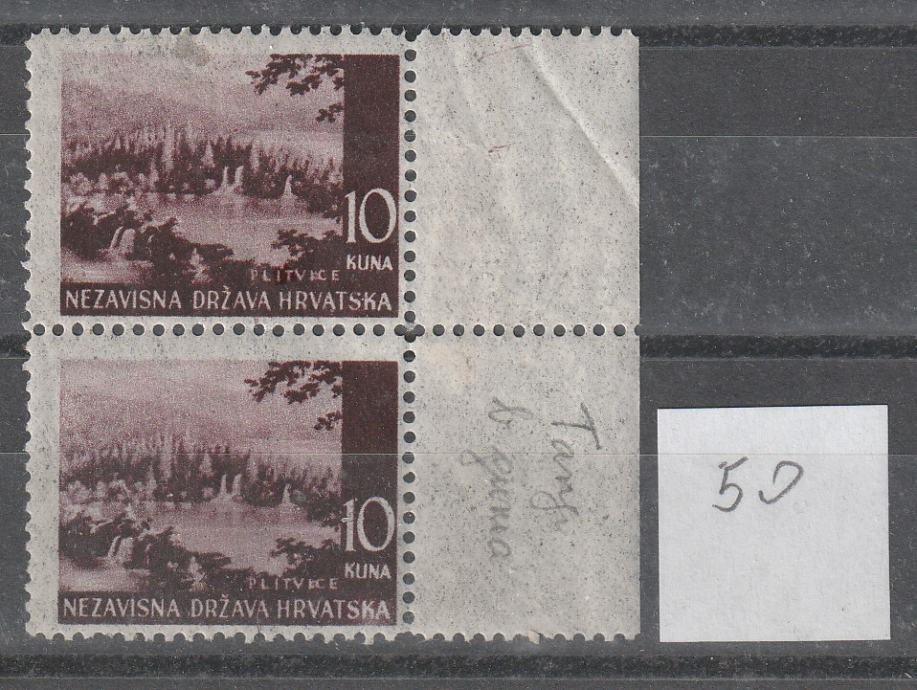 10
KUNA
PLITVICE
NEZAVISNA DRŽAVA HRVATSKA
10
KUNA
PLITVICE
NEZAVISNA DRŽAVA HRVATSKA
50